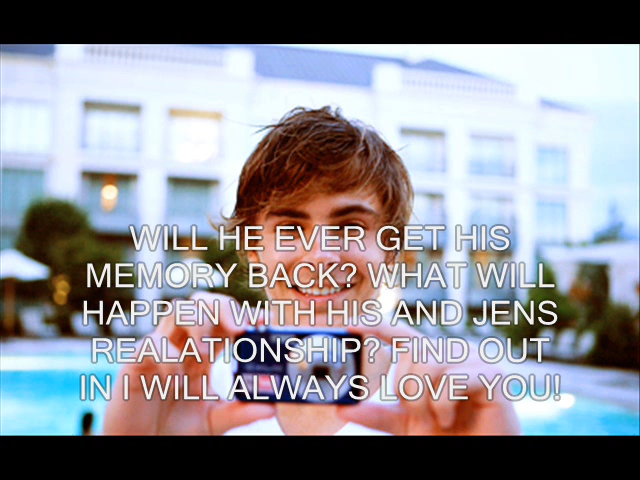 WILL HE EVER GET HIS
MEMORY BACK? WHAT WILL
HAPPEN WITH HIS AND JENS
REALATIONSHIP? FIND OUT
IN I WILL ALWAYS LOVE YOU!